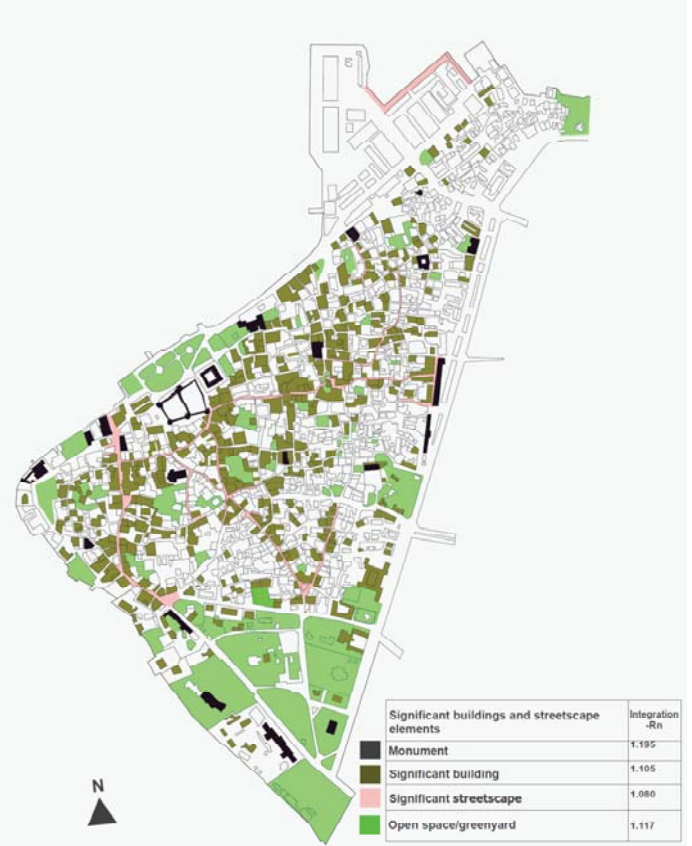 Significant buildings and streetscape elements Integration -Rn
Monument 1.195
Significant building 1.105
Significant streetscape 1.080
Open space/greenyard 1.117
N